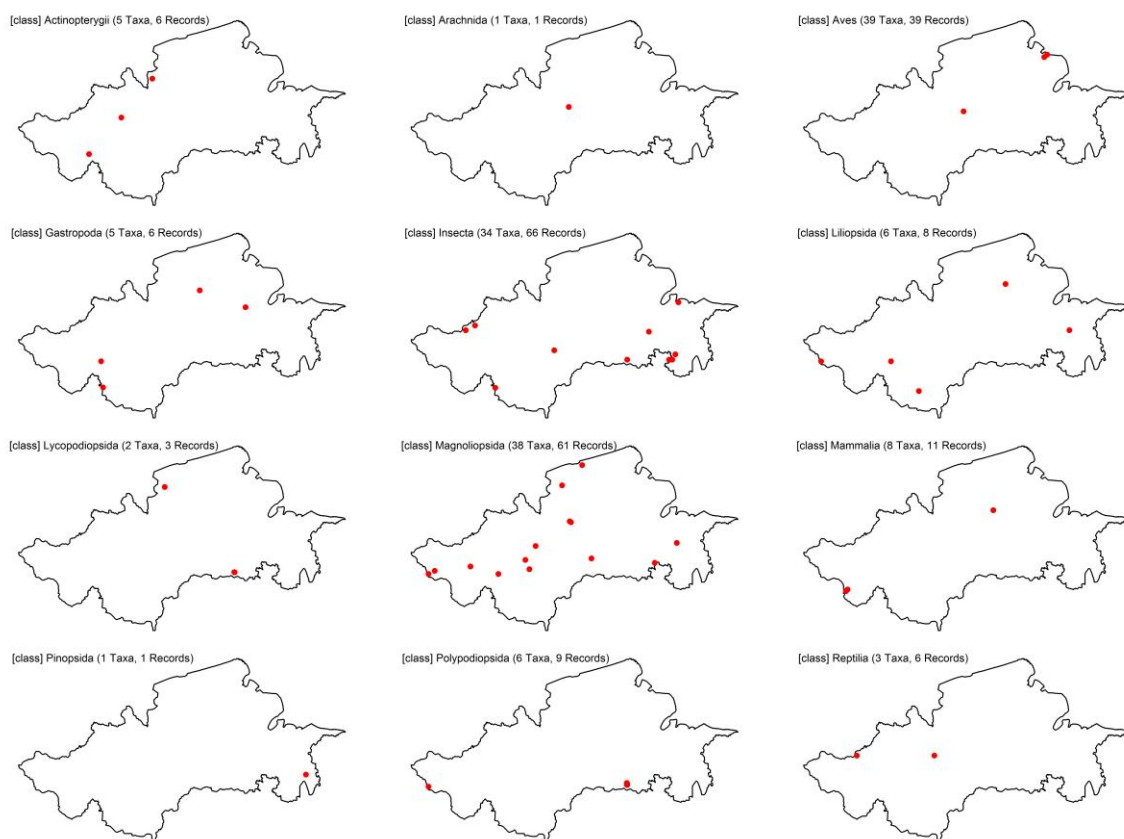 [class] Actinopterygii (5 Taxa, 6 Records)
[class] Arachnida (1 Taxa, 1 Records)
[class] Aves (39 Taxa, 39 Records)
[class] Gastropoda (5 Taxa, 6 Records)
[class] Insecta (34 Taxa, 66 Records)
[class] Liliopsida (6 Taxa, 8 Records)
[class] Lycopodiopsida (2 Taxa, 3 Records)
[class] Magnoliopsida (38 Taxa, 61 Records)
[class] Mammalia (8 Taxa, 11 Records)
[class] Pinopsida (1 Taxa, 1 Records)
[class] Polypodiopsida (6 Taxa, 9 Records)
[class] Reptilia (3 Taxa, 6 Records)